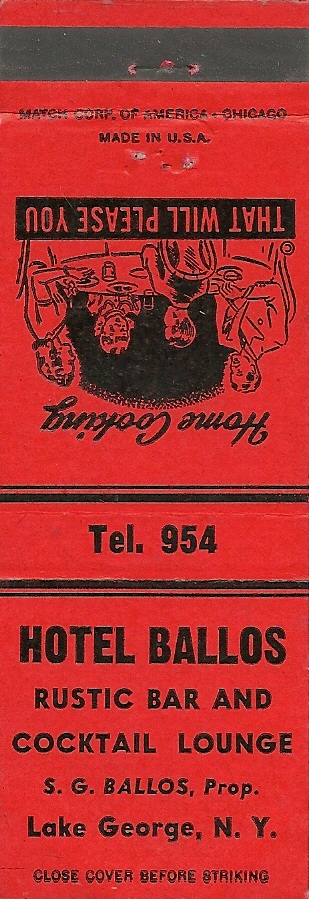 MATCH CORP. OF AMERICA - CHICAGO
MADE IN U.S.A.
Home Cooking
THAT WILL PLEASE YOU
Tel. 954
HOTEL BALLOS
RUSTIC BAR AND
COCKTAIL LOUNGE
S. G. BALLOS, Prop.
Lake George, N. Y.
CLOSE COVER BEFORE STRIKING